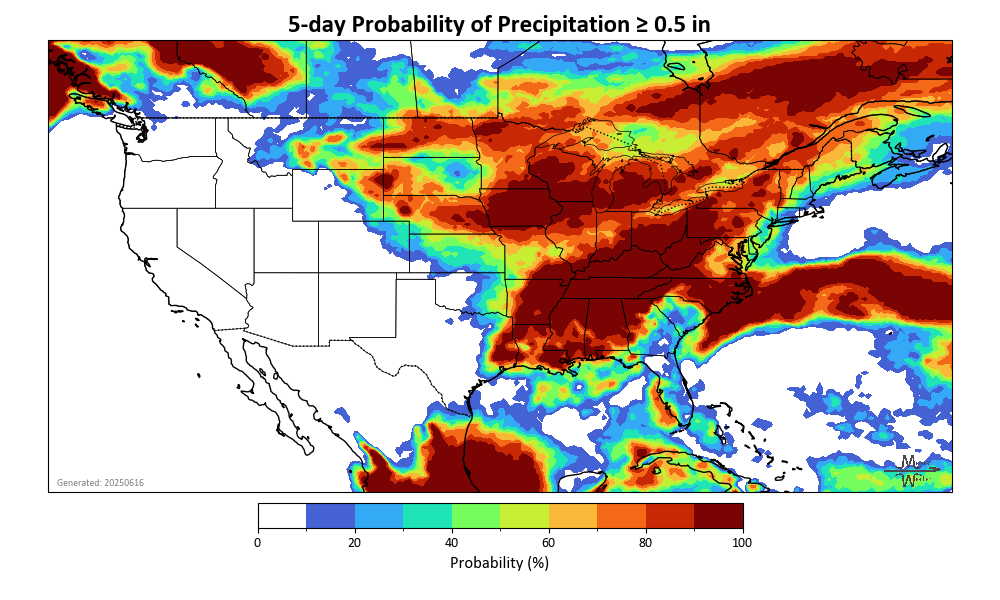 5-day Probability of Precipitation ≥ 0.5 in
Generated: 20250616
M
W
0 20 40 60 80 100
Probability (%)